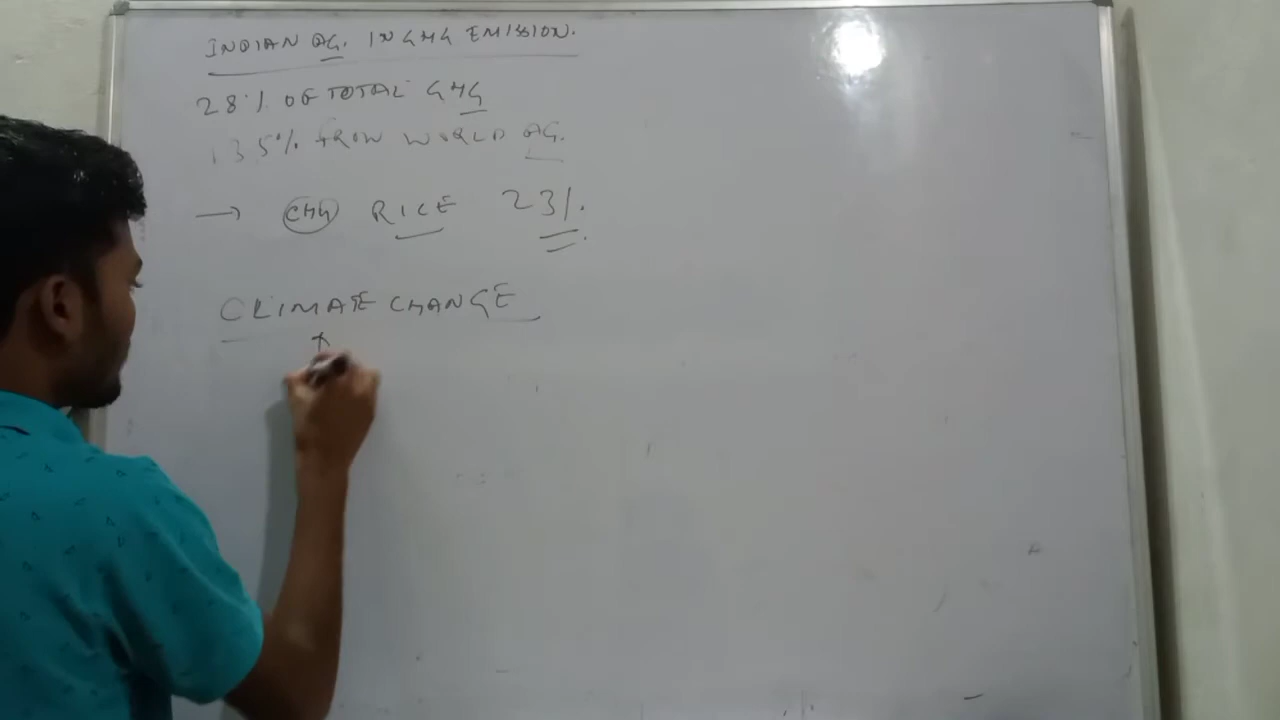 INDIAN AG. IN GHG EMISSION.
28% OF TOTAL GHG
13.5% FROM WORLD AG.
→ CH4 RICE 23%.
CLIMATE CHANGE